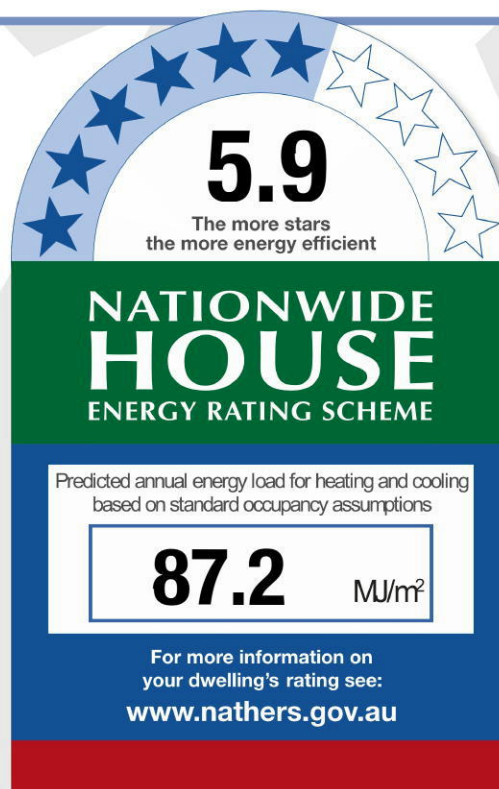 5.9
The more stars
the more energy efficient
NATIONWIDE
HOUSE
ENERGY RATING SCHEME
Predicted annual energy load for heating and cooling
based on standard occupancy assumptions
87.2 MJ/m²
For more information on
your dwelling's rating see:
www.nathers.gov.au